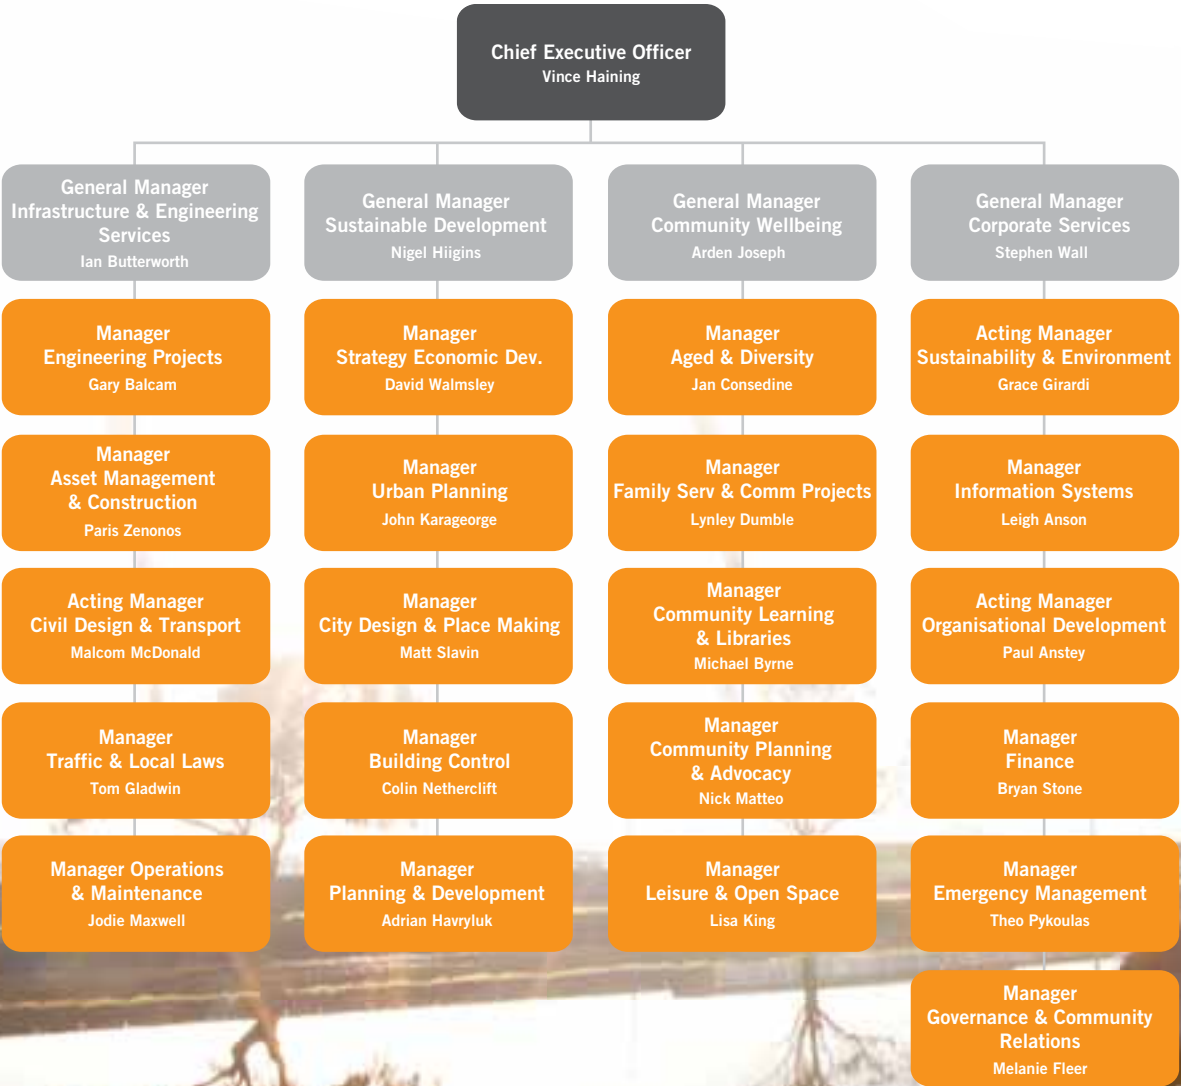 Chief Executive Officer
Vince Haining
General Manager
Infrastructure & Engineering
Services
Ian Butterworth
General Manager
Sustainable Development
Nigel Hiigins
General Manager
Community Wellbeing
Arden Joseph
General Manager
Corporate Services
Stephen Wall
Manager
Engineering Projects
Gary Balcam
Manager
Strategy Economic Dev.
David Walmsley
Manager
Aged & Diversity
Jan Consedine
Acting Manager
Sustainability & Environment
Grace Girardi
Manager
Asset Management
& Construction
Paris Zenonos
Manager
Urban Planning
John Karageorge
Manager
Family Serv & Comm Projects
Lynley Dumble
Manager
Information Systems
Leigh Anson
Acting Manager
Civil Design & Transport
Malcom McDonald
Manager
City Design & Place Making
Matt Slavin
Manager
Community Learning
& Libraries
Michael Byrne
Acting Manager
Organisational Development
Paul Anstey
Manager
Traffic & Local Laws
Tom Gladwin
Manager
Building Control
Colin Netherclift
Manager
Community Planning
& Advocacy
Nick Matteo
Manager
Finance
Bryan Stone
Manager Operations
& Maintenance
Jodie Maxwell
Manager
Planning & Development
Adrian Havryluk
Manager
Leisure & Open Space
Lisa King
Manager
Emergency Management
Theo Pykoulas
Manager
Governance & Community
Relations
Melanie Fleer